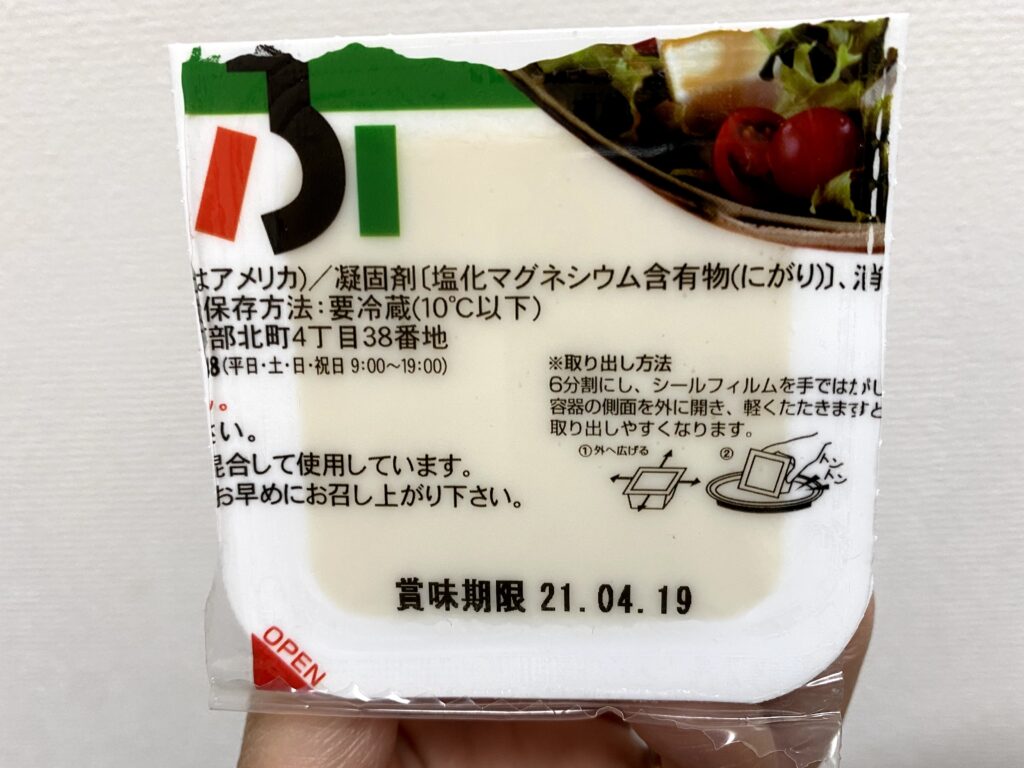 はアメリカ)／凝固剤〔塩化マグネシウム含有物(にがり)〕、消
保存方法:要冷蔵(10℃以下)
部北町4丁目38番地
8(平日・土・日・祝日 9:00〜19:00)
さい。
混合して使用しています。
お早めにお召し上がり下さい。
※取り出し方法
6分割にし、シールフィルムを手ではがし
容器の側面を外に開き、軽くたたきますと
取り出しやすくなります。
①外へ広げる
②
トントン
賞味期限 21.04.19
OPEN